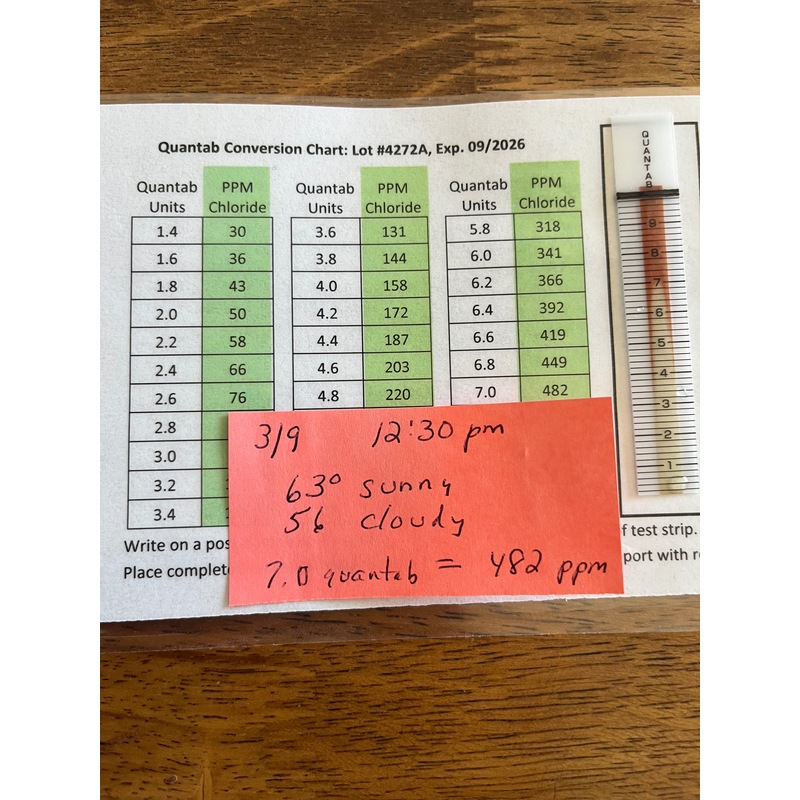 Quantab Conversion Chart: Lot #4272A, Exp. 09/2026
Quantab Units PPM Chloride Quantab Units PPM Chloride Quantab Units PPM Chloride
1.4 30 3.6 131 5.8 318
1.6 36 3.8 144 6.0 341
1.8 43 4.0 158 6.2 366
2.0 50 4.2 172 6.4 392
2.2 58 4.4 187 6.6 419
2.4 66 4.6 203 6.8 449
2.6 76 4.8 220 7.0 482
2.8
3.0
3.2
3.4
Write on a pos
Place complet
f test strip.
port with r
3/9 12:30 pm
63° sunny
56 cloudy
7.0 quantab = 482 ppm
QUANTAB
9
8
7
6
5
4
3
2
1